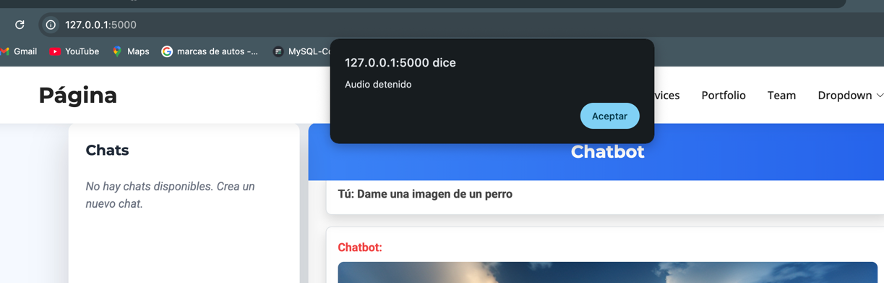 127.0.0.1:5000
Gmail YouTube Maps marcas de autos -... MySQL-Co
127.0.0.1:5000 dice
Audio detenido
Aceptar
Página
vices Portfolio Team Dropdown
Chats
No hay chats disponibles. Crea un
nuevo chat.
Chatbot
Tú: Dame una imagen de un perro
Chatbot: